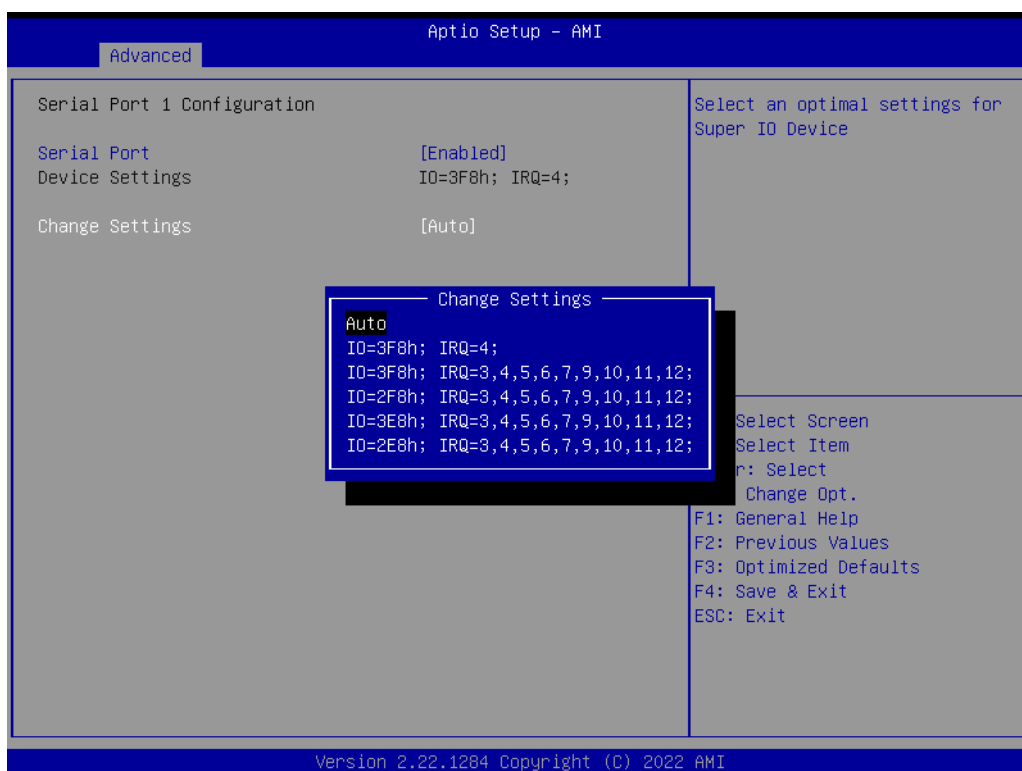 Aptio Setup – AMI
Advanced
Serial Port 1 Configuration
Serial Port [Enabled]
Device Settings IO=3F8h; IRQ=4;
Change Settings [Auto]
Select an optimal settings for
Super IO Device
Change Settings
Auto
IO=3F8h; IRQ=4;
IO=3F8h; IRQ=3,4,5,6,7,9,10,11,12;
IO=2F8h; IRQ=3,4,5,6,7,9,10,11,12;
IO=3E8h; IRQ=3,4,5,6,7,9,10,11,12;
IO=2E8h; IRQ=3,4,5,6,7,9,10,11,12;
Select Screen
Select Item
r: Select
Change Opt.
F1: General Help
F2: Previous Values
F3: Optimized Defaults
F4: Save & Exit
ESC: Exit
Version 2.22.1284 Copyright (C) 2022 AMI